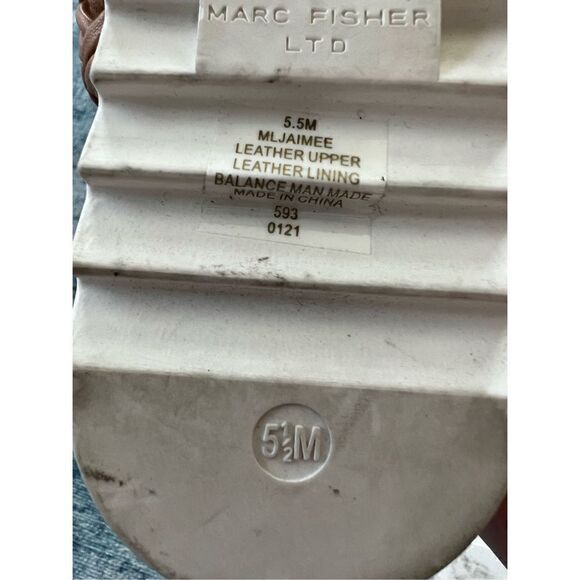 MARC FISHER
LTD
5.5M
MLJAIMEE
LEATHER UPPER
LEATHER LINING
BALANCE MAN MADE
MADE IN CHINA
593
0121
5½M